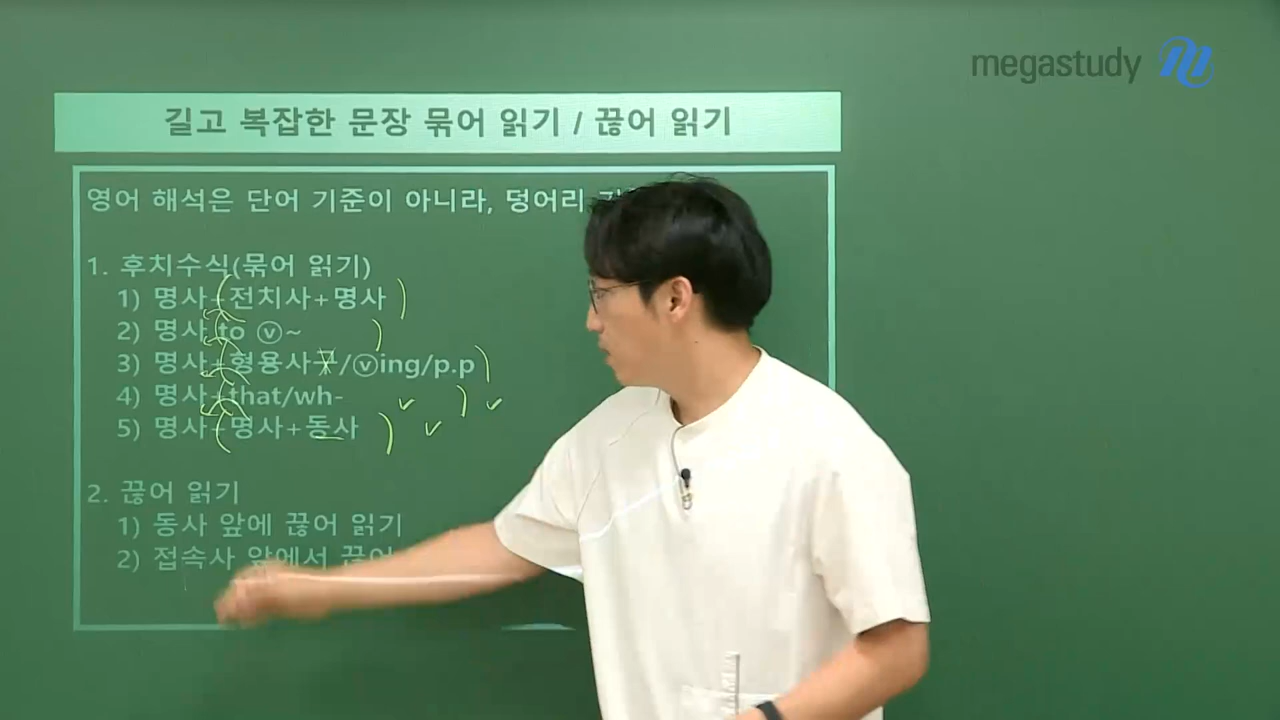 megastudy
길고 복잡한 문장 묶어 읽기 / 끊어 읽기
영어 해석은 단어 기준이 아니라, 덩어리
1. 후치수식(묶어 읽기)
1) 명사+전치사+명사
2) 명사+to ⓥ~
3) 명사+형용사구/ⓥing/p.p
4) 명사+that/wh-
5) 명사+명사+동사
2. 끊어 읽기
1) 동사 앞에 끊어 읽기
2) 접속사 앞에서 끊어